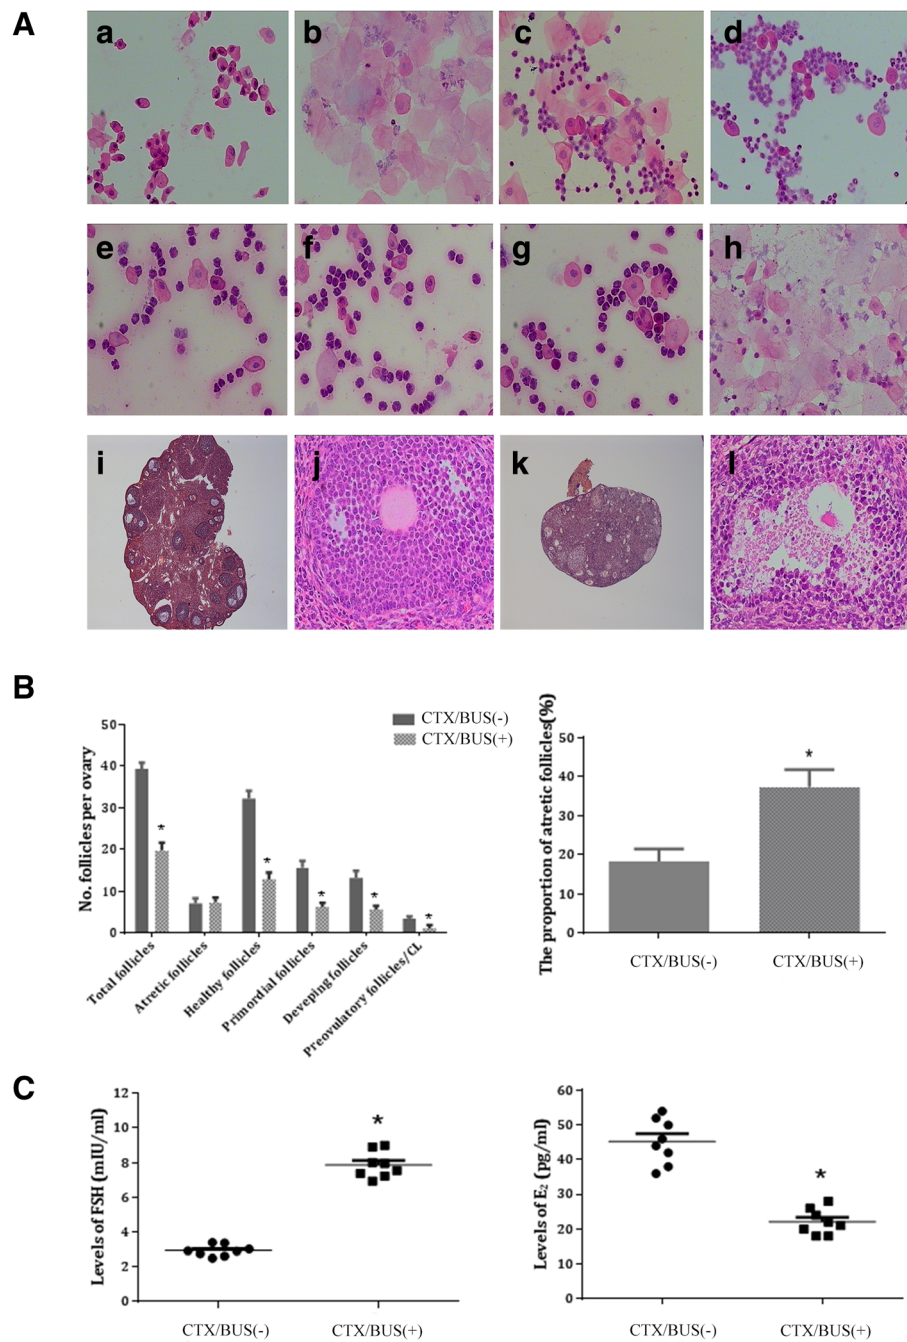 A
a b c d
e f g h
i j k l
B
CTX/BUS(-)
CTX/BUS(+)
No. follicles per ovary
50
40
30
20
10
0
*
*
*
*
*
Total follicles
Atretic follicles
Healthy follicles
Primordial follicles
Deveping follicles
Preovulatory follicles/CL
The proportion of atretic follicles(%)
50
40
30
20
10
0
*
CTX/BUS(-) CTX/BUS(+)
C
Levels of FSH (mIU/ml)
12
10
8
6
4
2
0
*
CTX/BUS(-) CTX/BUS(+)
Levels of E₂ (pg/ml)
60
50
40
30
20
10
0
*
CTX/BUS(-) CTX/BUS(+)